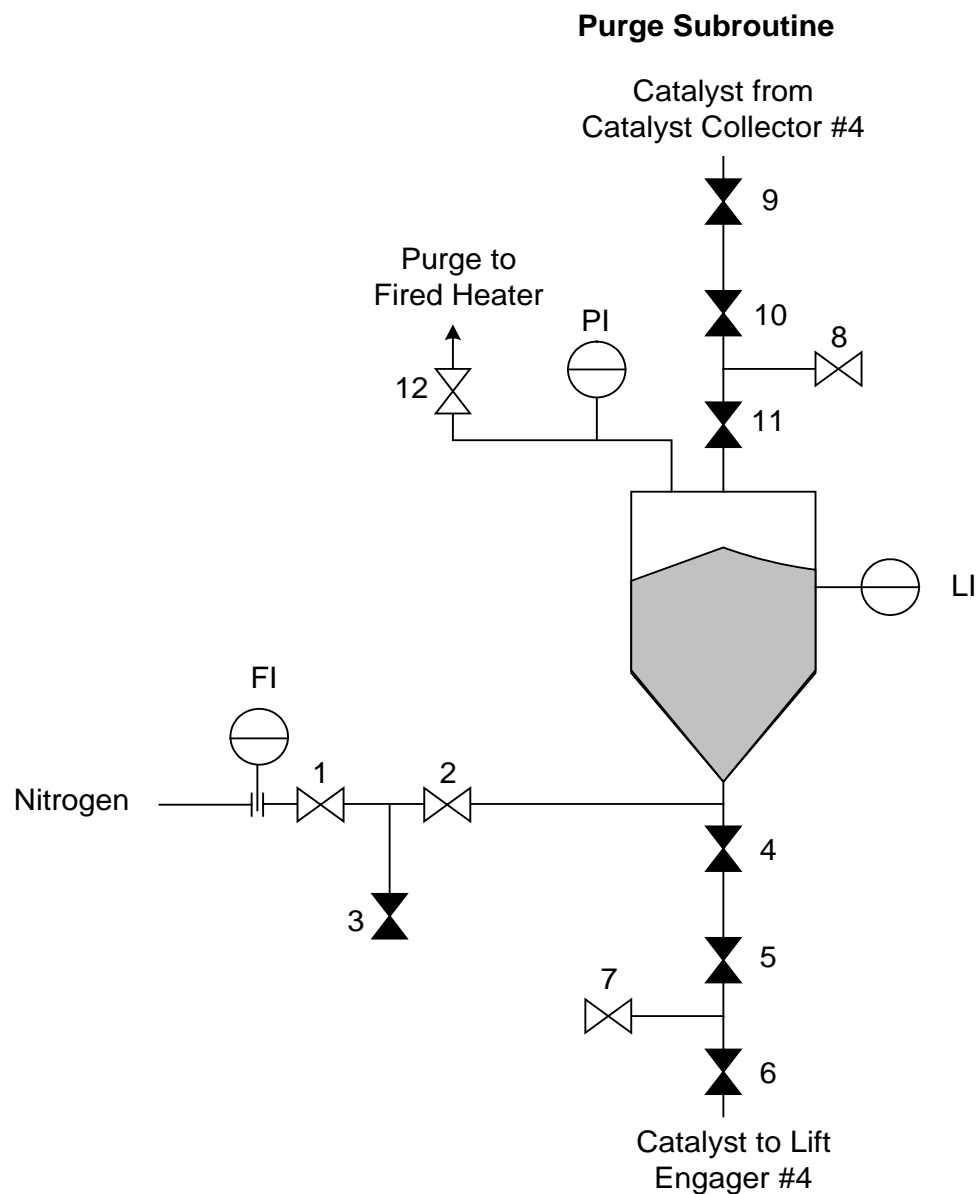 Purge Subroutine
Catalyst from
Catalyst Collector #4
9
Purge to
Fired Heater
10
PI
8
12
11
LI
FI
1
2
Nitrogen
4
3
5
7
6
Catalyst to Lift
Engager #4